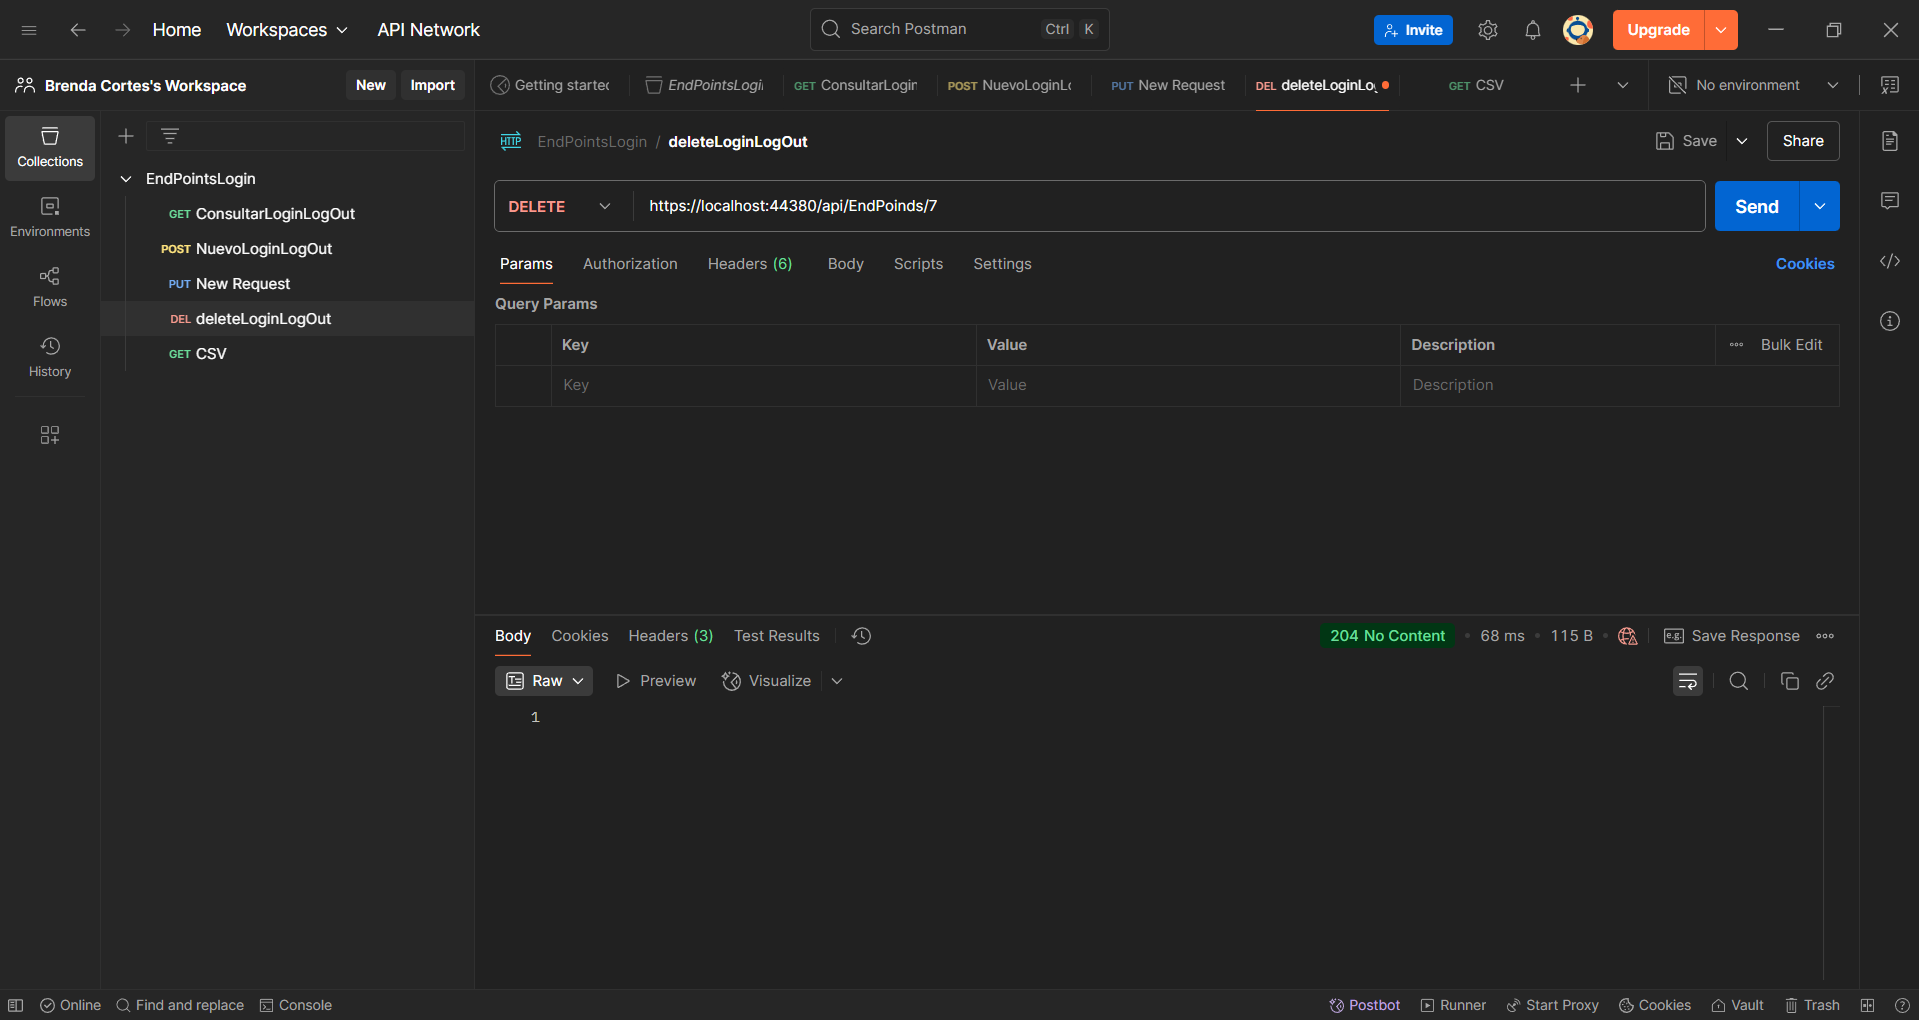 Home Workspaces API Network Search Postman Ctrl K Invite Upgrade
Brenda Cortes's Workspace New Import
Getting started EndPointsLogi GET ConsultarLogin POST NuevoLoginLo PUT New Request DEL deleteLoginLog GET CSV No environment
Collections
Environments
Flows
History
EndPointsLogin
GET ConsultarLoginLogOut
POST NuevoLoginLogOut
PUT New Request
DEL deleteLoginLogOut
GET CSV
HTTP EndPointsLogin / deleteLoginLogOut Save Share
DELETE https://localhost:44380/api/EndPoinds/7 Send
Params Authorization Headers (6) Body Scripts Settings Cookies
Query Params
Key Value Description Bulk Edit
Key Value Description
Body Cookies Headers (3) Test Results 204 No Content 68 ms 115 B e.g. Save Response
Raw Preview Visualize
1
Online Find and replace Console Postbot Runner Start Proxy Cookies Vault Trash